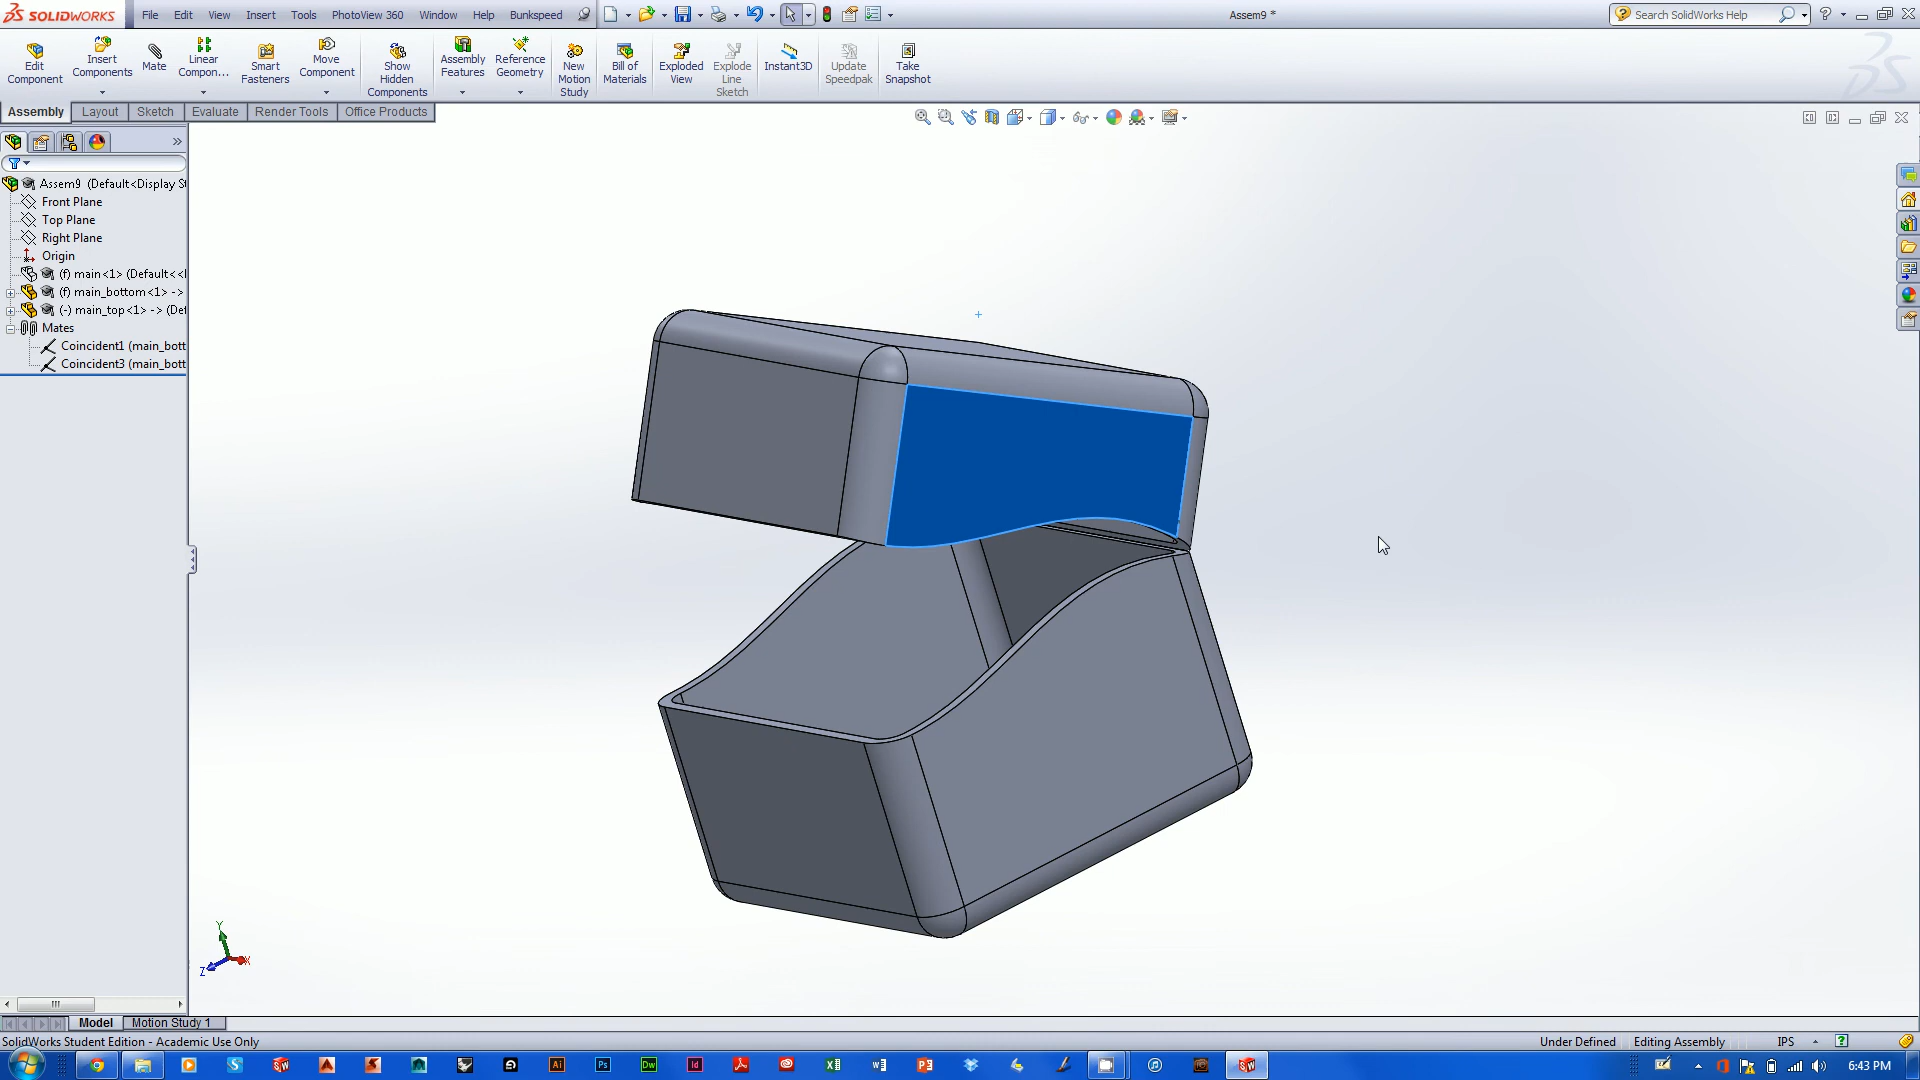 SOLIDWORKS File Edit View Insert Tools PhotoView 360 Window Help Bunkspeed Assem9 * Search SolidWorks Help ?
Edit Component
Insert Components
Mate
Linear Compon...
Smart Fasteners
Move Component
Show Hidden Components
Assembly Features
Reference Geometry
New Motion Study
Bill of Materials
Exploded View
Explode Line Sketch
Instant3D
Update Speedpak
Take Snapshot
Assembly Layout Sketch Evaluate Render Tools Office Products
Assem9 (Default<Display St
Front Plane
Top Plane
Right Plane
Origin
(f) main<1> (Default<<
(f) main_bottom<1> ->
(-) main_top<1> -> (Def
Mates
Coincident1 (main_bott
Coincident3 (main_bott
Y
Z X
Model Motion Study 1
SolidWorks Student Edition - Academic Use Only Under Defined Editing Assembly IPS ?
6:43 PM